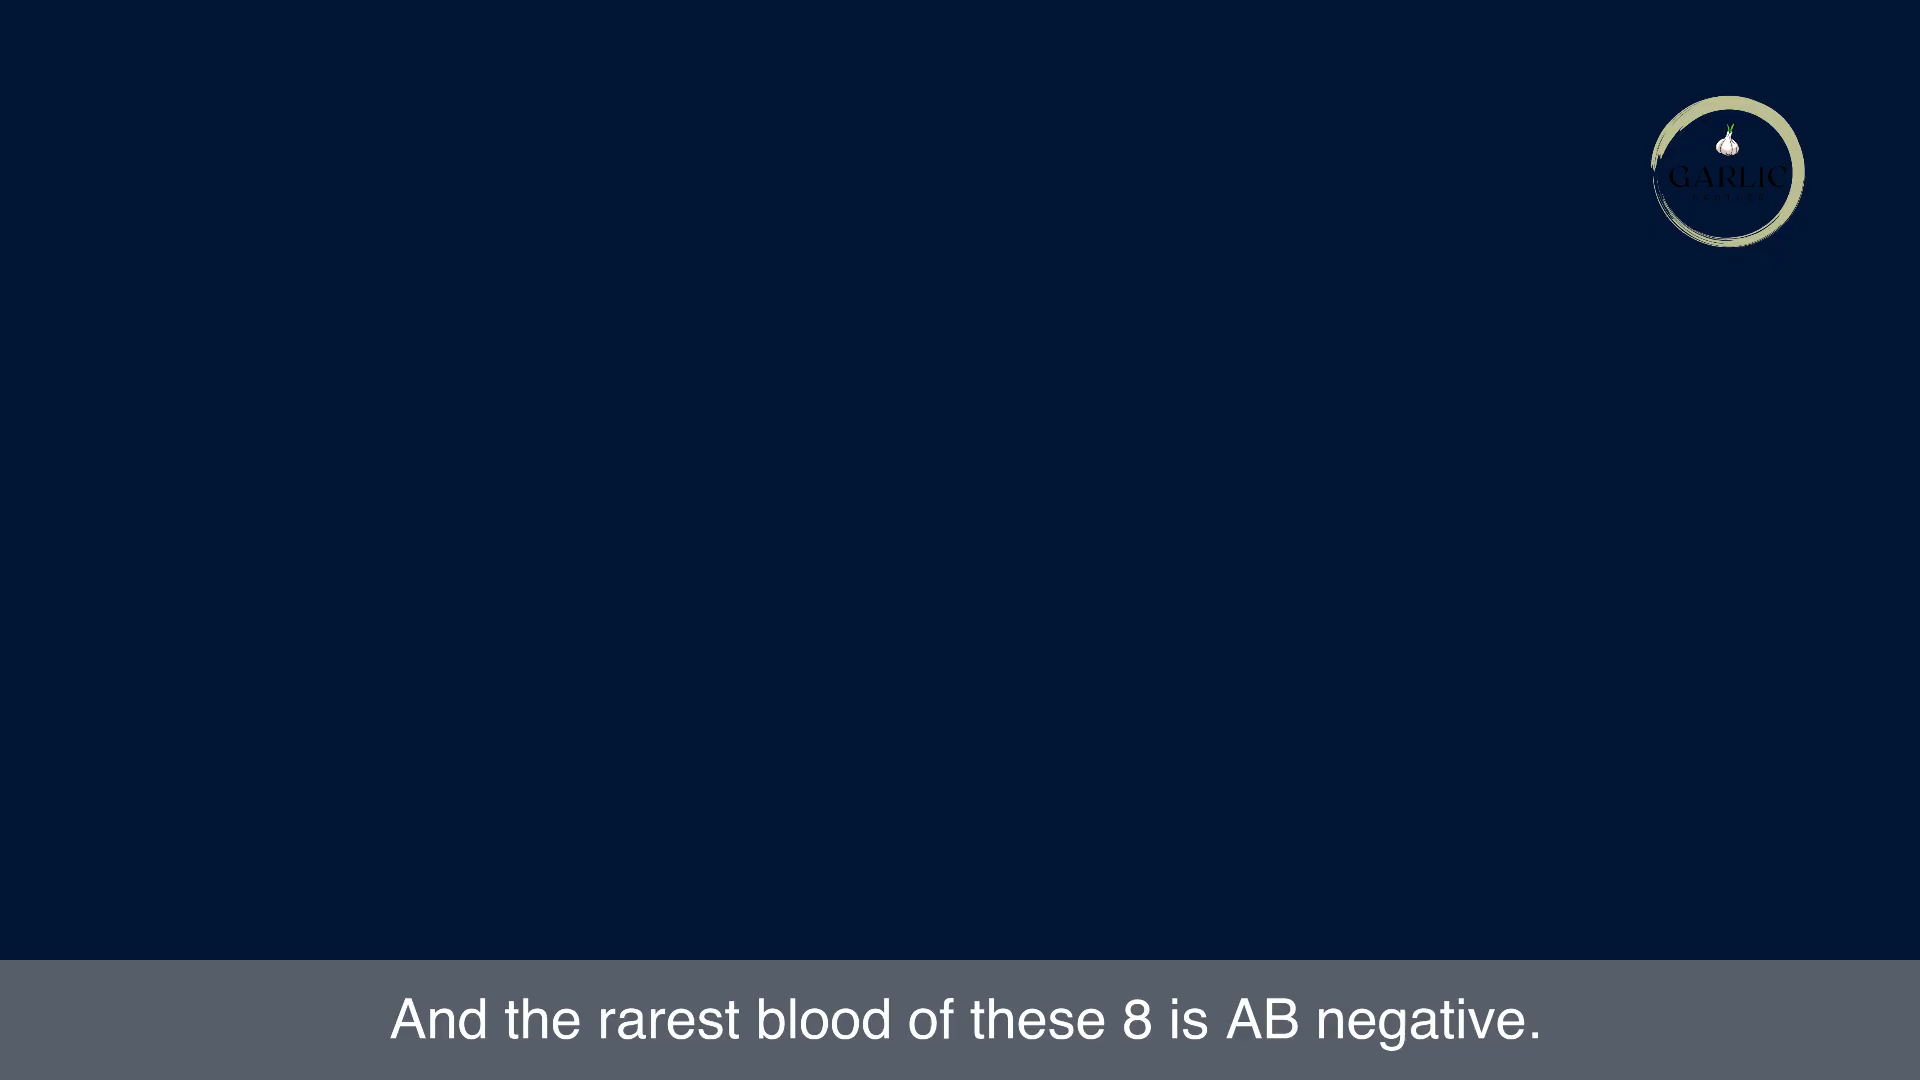 GARLIC
And the rarest blood of these 8 is AB negative.